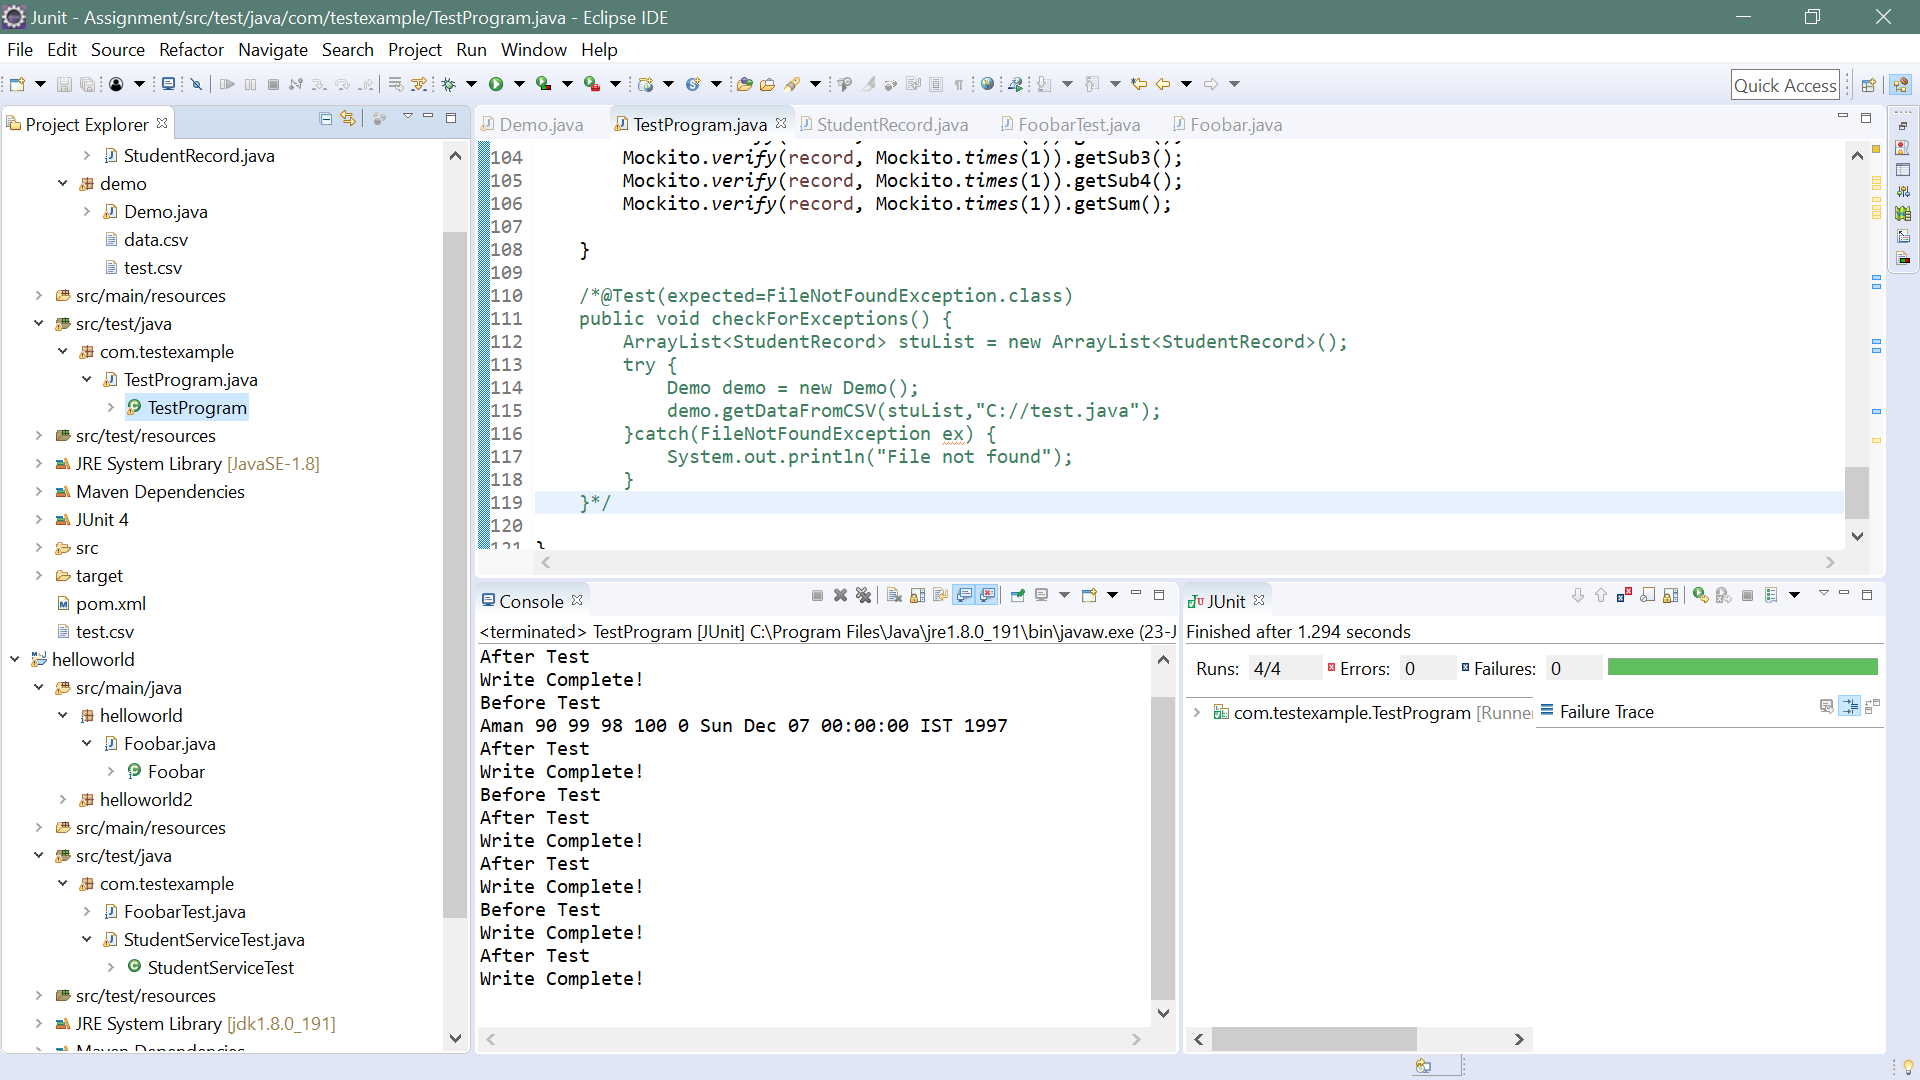 Junit - Assignment/src/test/java/com/testexample/TestProgram.java - Eclipse IDE
File Edit Source Refactor Navigate Search Project Run Window Help
Quick Access
Project Explorer
StudentRecord.java
demo
Demo.java
data.csv
test.csv
src/main/resources
src/test/java
com.testexample
TestProgram.java
TestProgram
src/test/resources
JRE System Library [JavaSE-1.8]
Maven Dependencies
JUnit 4
src
target
pom.xml
test.csv
helloworld
src/main/java
helloworld
Foobar.java
Foobar
helloworld2
src/main/resources
src/test/java
com.testexample
FoobarTest.java
StudentServiceTest.java
StudentServiceTest
src/test/resources
JRE System Library [jdk1.8.0_191]
Maven Dependencies
Demo.java TestProgram.java StudentRecord.java FoobarTest.java Foobar.java
104 Mockito.verify(record, Mockito.times(1)).getSub3();
105 Mockito.verify(record, Mockito.times(1)).getSub4();
106 Mockito.verify(record, Mockito.times(1)).getSum();
107
108 }
109
110 /*@Test(expected=FileNotFoundException.class)
111 public void checkForExceptions() {
112 ArrayList<StudentRecord> stuList = new ArrayList<StudentRecord>();
113 try {
114 Demo demo = new Demo();
115 demo.getDataFromCSV(stuList,"C://test.java");
116 }catch(FileNotFoundException ex) {
117 System.out.println("File not found");
118 }
119 }*/
120
121 }
Console
<terminated> TestProgram [JUnit] C:\Program Files\Java\jre1.8.0_191\bin\javaw.exe (23-J
After Test
Write Complete!
Before Test
Aman 90 99 98 100 0 Sun Dec 07 00:00:00 IST 1997
After Test
Write Complete!
Before Test
After Test
Write Complete!
After Test
Write Complete!
Before Test
Write Complete!
After Test
Write Complete!
JUnit
Finished after 1.294 seconds
Runs: 4/4 Errors: 0 Failures: 0
com.testexample.TestProgram [Runner
Failure Trace